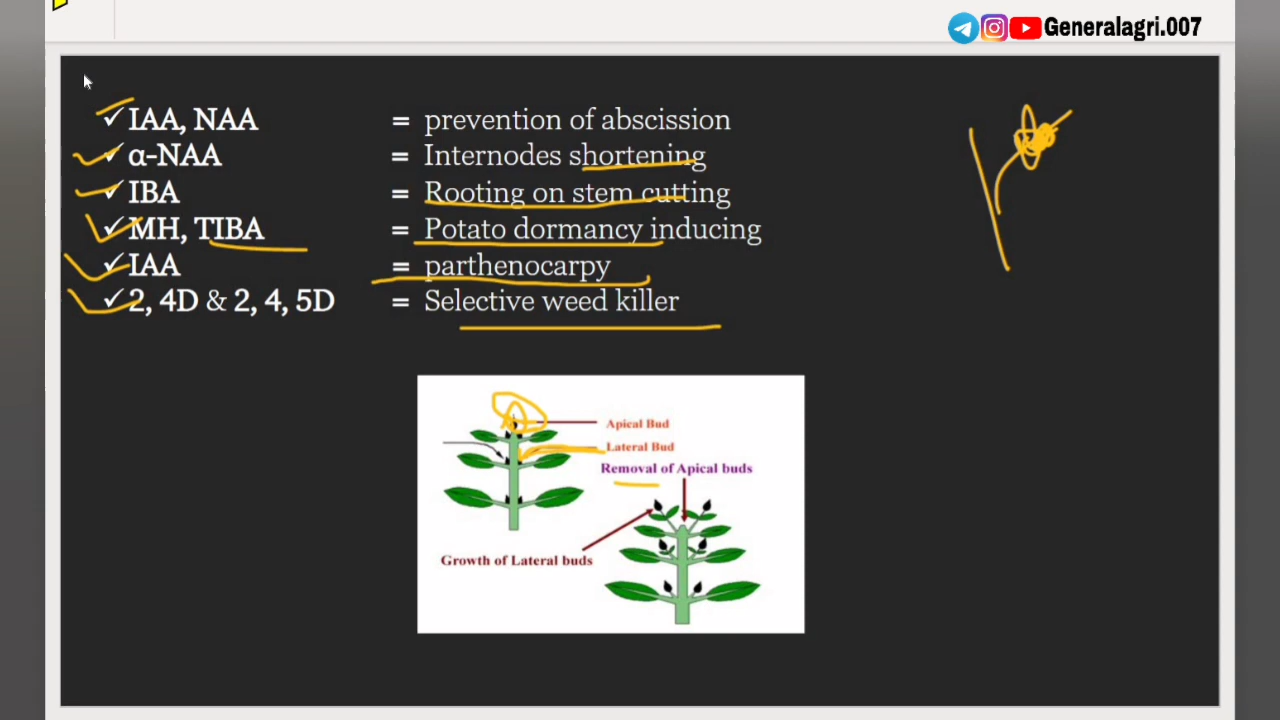 Generalagri.007
✓ IAA, NAA = prevention of abscission
✓ α-NAA = Internodes shortening
✓ IBA = Rooting on stem cutting
✓ MH, TIBA = Potato dormancy inducing
✓ IAA = parthenocarpy
✓ 2, 4D & 2, 4, 5D = Selective weed killer
Apical Bud
Lateral Bud
Removal of Apical buds
Growth of Lateral buds